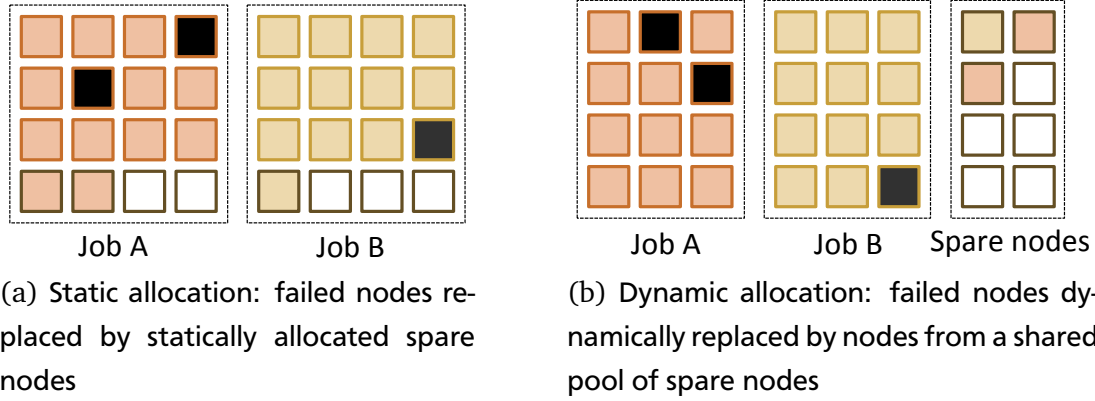 Job A
Job B
(a) Static allocation: failed nodes re-
placed by statically allocated spare
nodes
Job A
Job B
Spare nodes
(b) Dynamic allocation: failed nodes dy-
namically replaced by nodes from a shared
pool of spare nodes